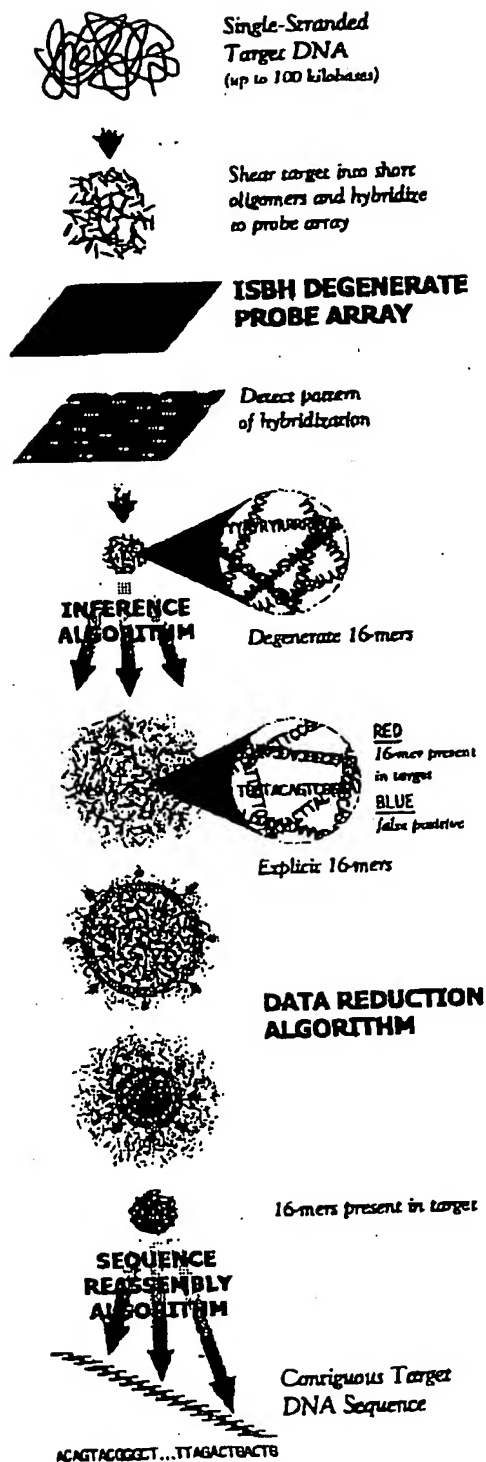 Single-Stranded
Target DNA
(up to 100 kilobases)
Shear target into short
oligomers and hybridize
to probe array
ISBH DEGENERATE
PROBE ARRAY
Detect pattern
of hybridization
INFERENCE
ALGORITHM
Degenerate 16-mers
RED
16-mer present
in target
BLUE
false positive
Explicit 16-mers
DATA REDUCTION
ALGORITHM
16-mers present in target
SEQUENCE
REASSEMBLY
ALGORITHM
Contiguous Target
DNA Sequence
ACAGTACGGGCT...TTAGACTGACTG